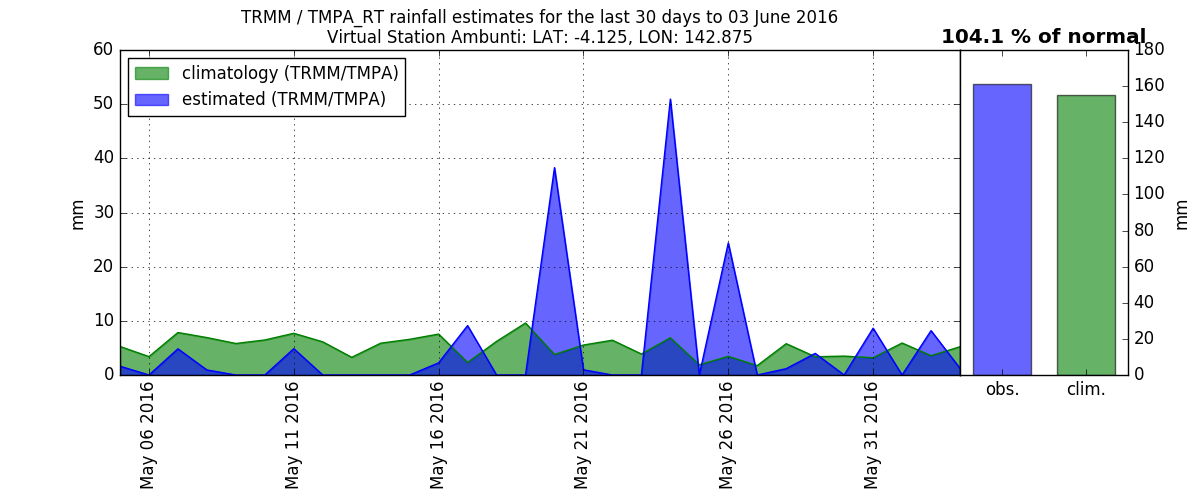 TRMM / TMPA_RT rainfall estimates for the last 30 days to 03 June 2016
Virtual Station Ambunti: LAT: -4.125, LON: 142.875
104.1 % of normal
climatology (TRMM/TMPA)
estimated (TRMM/TMPA)
60
50
40
30
20
10
0
mm
May 06 2016
May 11 2016
May 16 2016
May 21 2016
May 26 2016
May 31 2016
obs.
clim.
180
160
140
120
100
80
60
40
20
0
mm